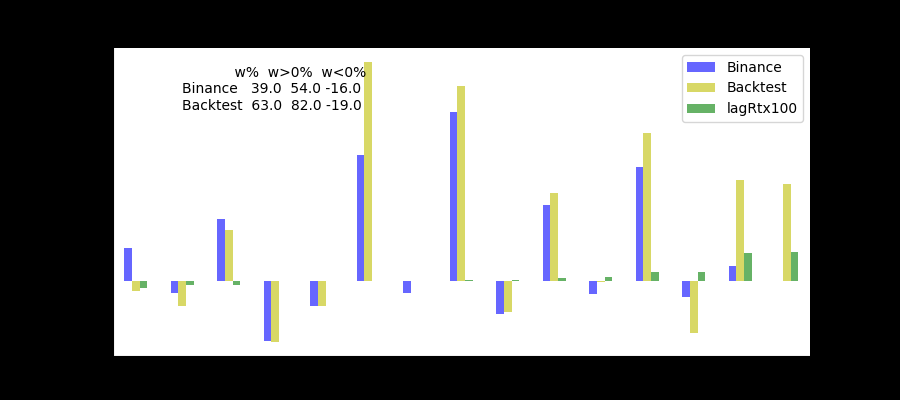 w% w>0% w<0%
Binance 39.0 54.0 -16.0
Backtest 63.0 82.0 -19.0
Binance
Backtest
lagRtx100